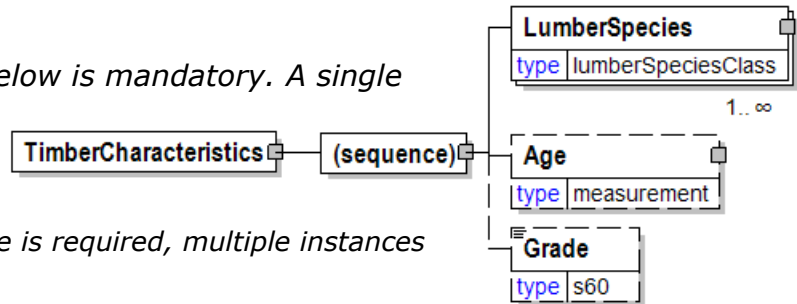 LumberSpecies
type lumberSpeciesClass
elow is mandatory. A single
1.. ∞
TimberCharacteristics (sequence) Age
type measurement
e is required, multiple instances
Grade
type s60